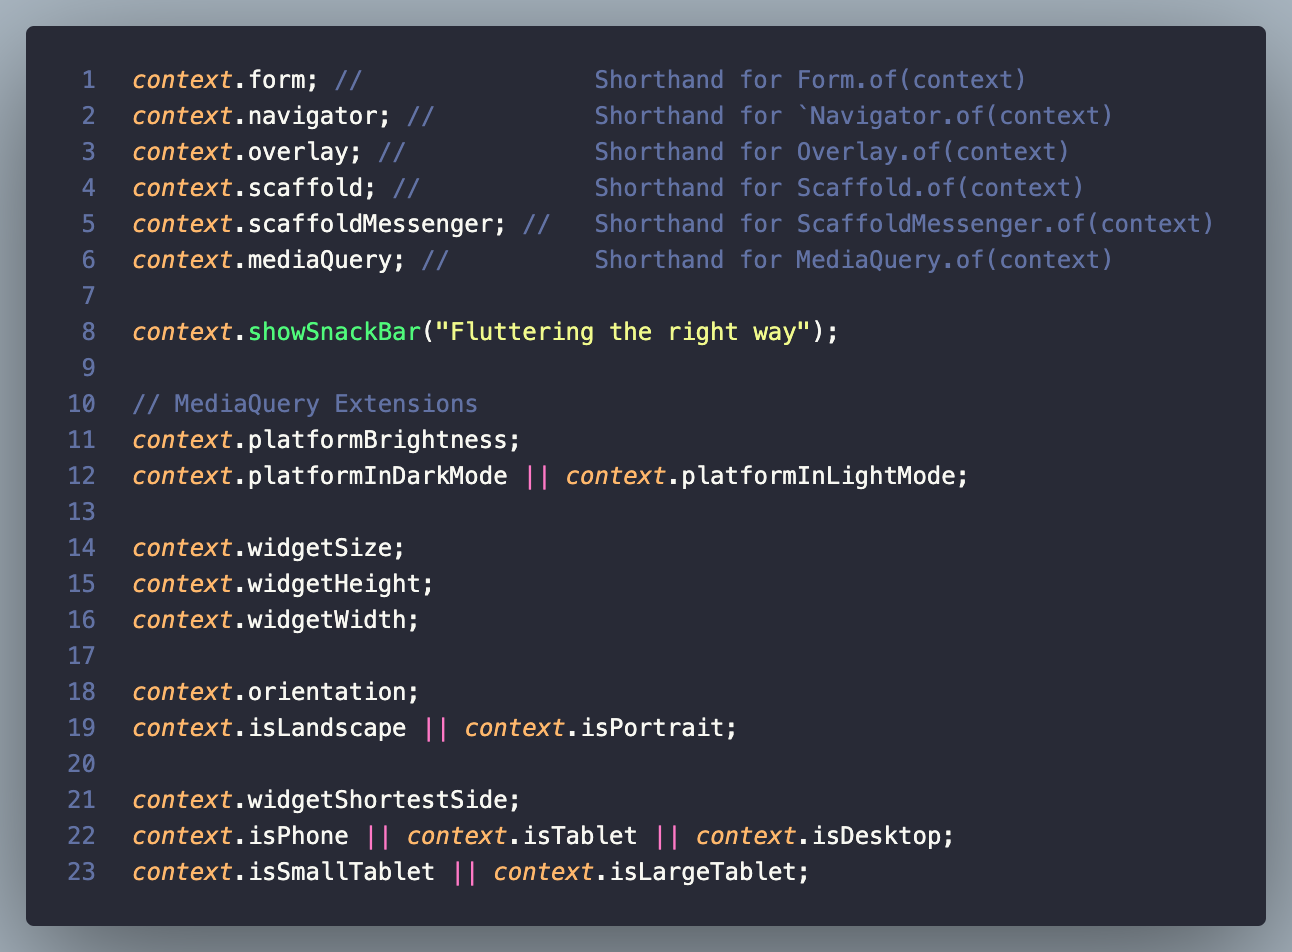 1 context.form; // Shorthand for Form.of(context)
2 context.navigator; // Shorthand for `Navigator.of(context)
3 context.overlay; // Shorthand for Overlay.of(context)
4 context.scaffold; // Shorthand for Scaffold.of(context)
5 context.scaffoldMessenger; // Shorthand for ScaffoldMessenger.of(context)
6 context.mediaQuery; // Shorthand for MediaQuery.of(context)
7
8 context.showSnackBar("Fluttering the right way");
9
10 // MediaQuery Extensions
11 context.platformBrightness;
12 context.platformInDarkMode || context.platformInLightMode;
13
14 context.widgetSize;
15 context.widgetHeight;
16 context.widgetWidth;
17
18 context.orientation;
19 context.isLandscape || context.isPortrait;
20
21 context.widgetShortestSide;
22 context.isPhone || context.isTablet || context.isDesktop;
23 context.isSmallTablet || context.isLargeTablet;